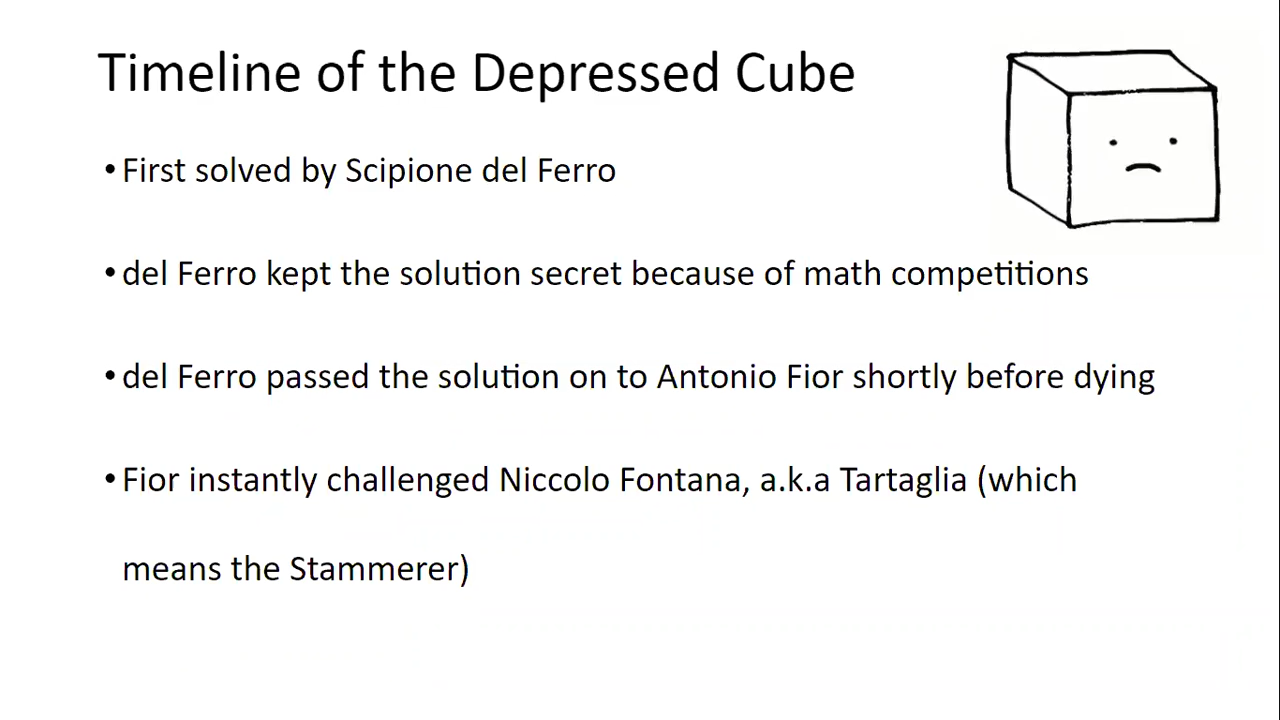 Timeline of the Depressed Cube
•First solved by Scipione del Ferro
•del Ferro kept the solution secret because of math competitions
•del Ferro passed the solution on to Antonio Fior shortly before dying
•Fior instantly challenged Niccolo Fontana, a.k.a Tartaglia (which
means the Stammerer)